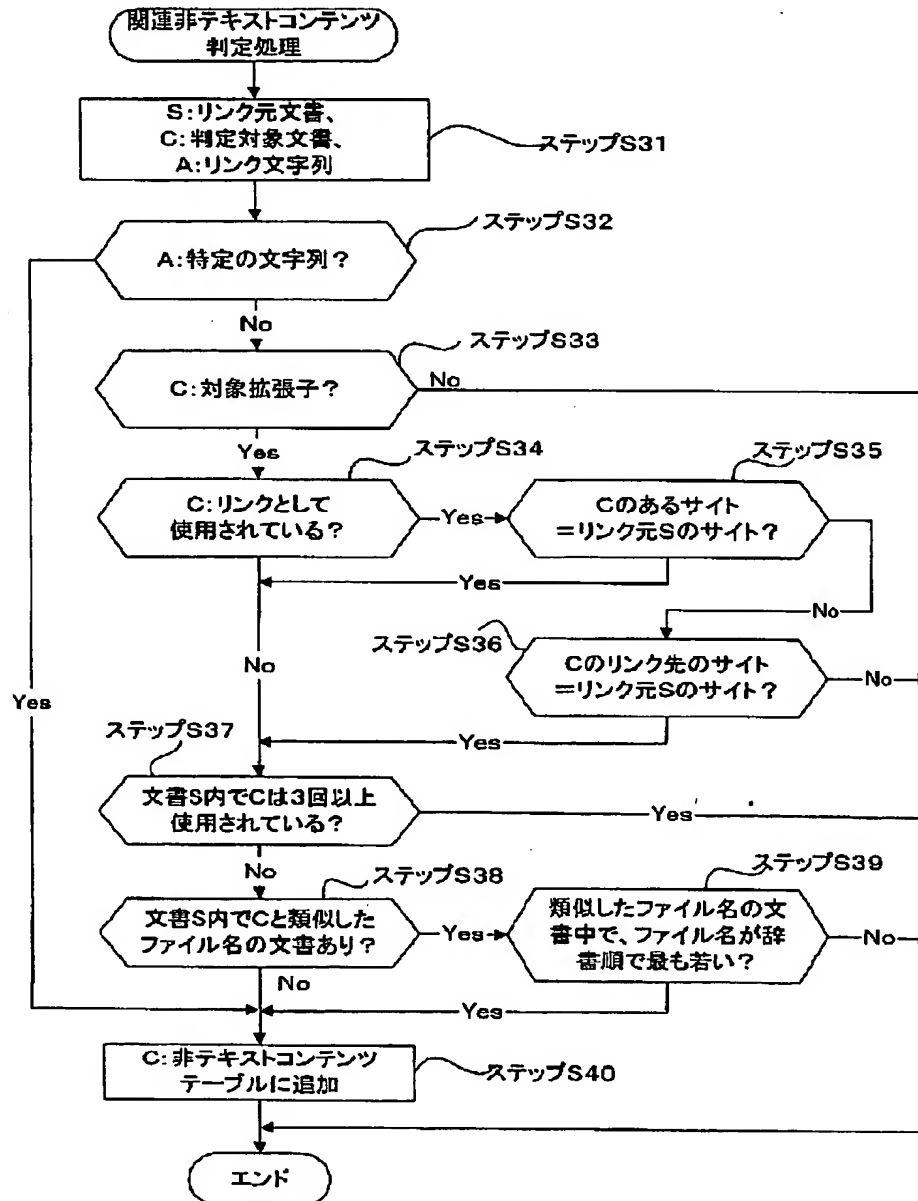 関連非テキストコンテンツ
判定処理
S:リンク元文書、
C:判定対象文書、
A:リンク文字列
ステップS31
ステップS32
A:特定の文字列?
No
ステップS33
C:対象拡張子?
No
Yes
ステップS34
ステップS35
C:リンクとして
使用されている?
Yes
Cのあるサイト
=リンク元Sのサイト?
Yes
No
ステップS36
No
Cのリンク先のサイト
=リンク元Sのサイト?
No
Yes
Yes
ステップS37
文書S内でCは3回以上
使用されている?
Yes
No
ステップS38
ステップS39
文書S内でCと類似した
ファイル名の文書あり?
Yes
類似したファイル名の文
書中で、ファイル名が辞
書順で最も若い?
No
No
Yes
C:非テキストコンテンツ
テーブルに追加
ステップS40
エンド